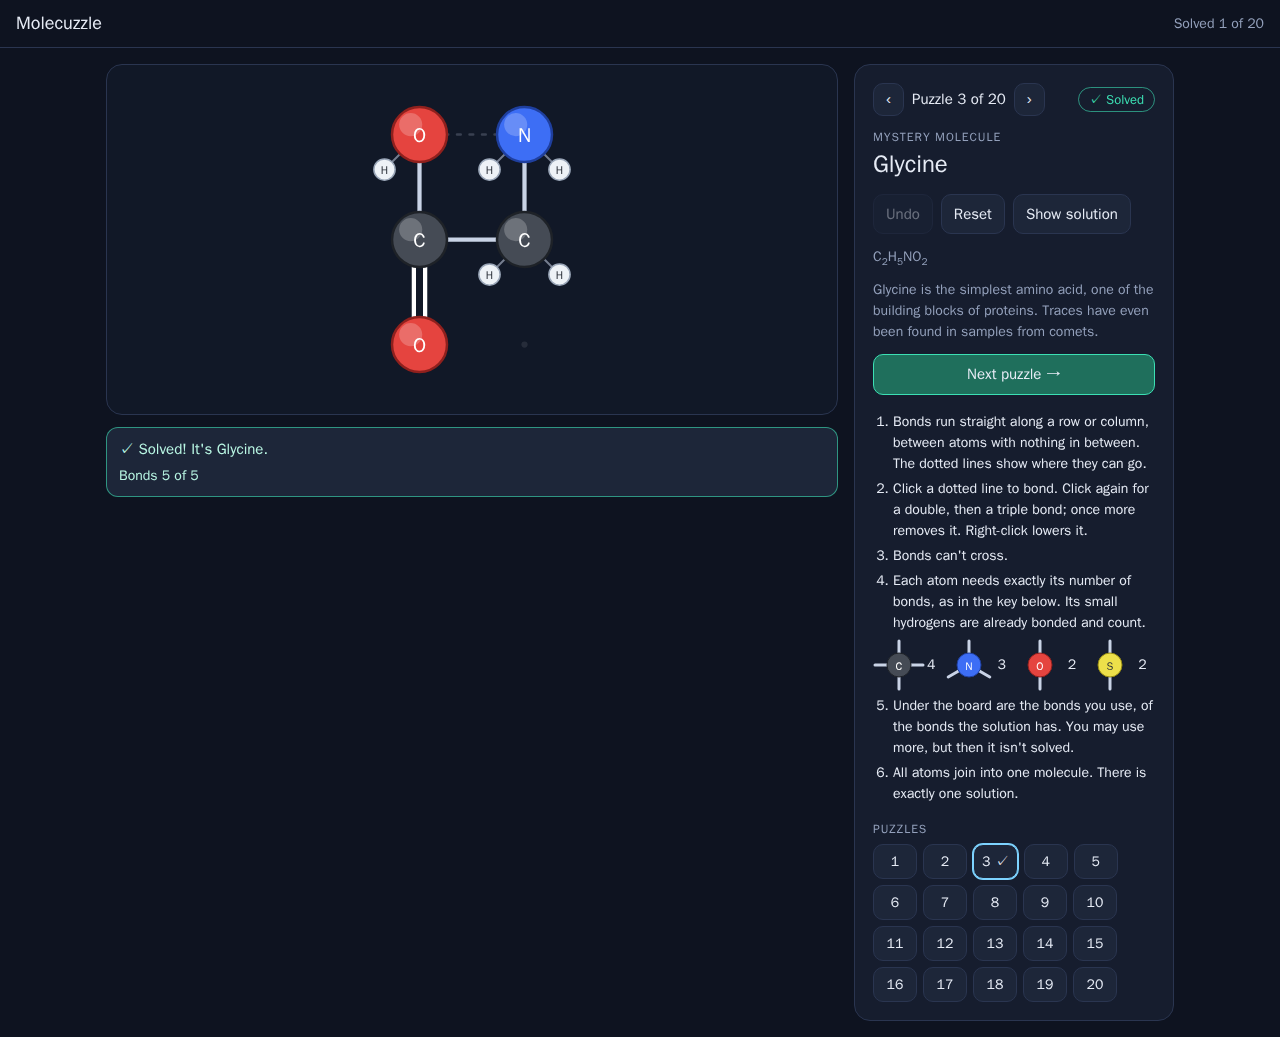 Molecuzzle
Solved 1 of 20
O
N
H
H
H
C
C
H
H
O
✓ Solved! It's Glycine.
Bonds 5 of 5
‹
Puzzle 3 of 20
›
✓ Solved
MYSTERY MOLECULE
Glycine
Undo
Reset
Show solution
C₂H₅NO₂
Glycine is the simplest amino acid, one of the
building blocks of proteins. Traces have even
been found in samples from comets.
Next puzzle →
1. Bonds run straight along a row or column,
between atoms with nothing in between.
The dotted lines show where they can go.
2. Click a dotted line to bond. Click again for
a double, then a triple bond; once more
removes it. Right-click lowers it.
3. Bonds can't cross.
4. Each atom needs exactly its number of
bonds, as in the key below. Its small
hydrogens are already bonded and count.
C 4 N 3 O 2 S 2
5. Under the board are the bonds you use, of
the bonds the solution has. You may use
more, but then it isn't solved.
6. All atoms join into one molecule. There is
exactly one solution.
PUZZLES
1 2 3 ✓ 4 5
6 7 8 9 10
11 12 13 14 15
16 17 18 19 20